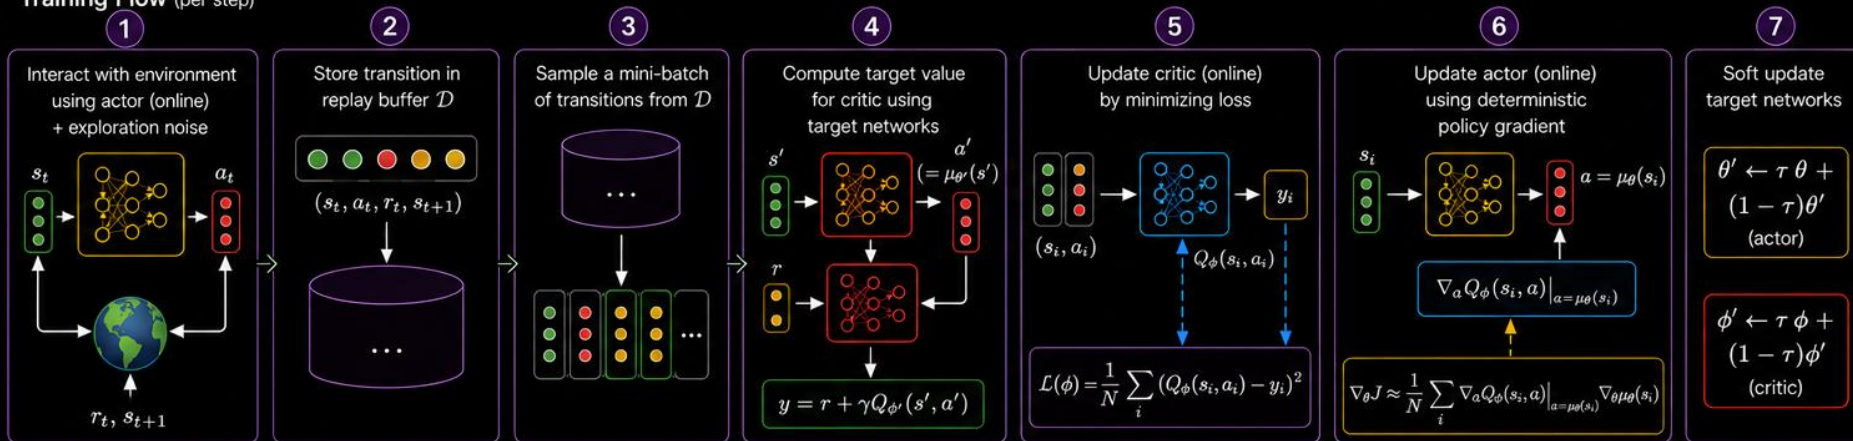 Training Flow (per step)
1
Interact with environment
using actor (online)
+ exploration noise
s_t
a_t
r_t, s_{t+1}
2
Store transition in
replay buffer 𝒟
(s_t, a_t, r_t, s_{t+1})
...
3
Sample a mini-batch
of transitions from 𝒟
...
...
4
Compute target value
for critic using
target networks
s′
a′
(= μ_{θ′}(s′)
r
y = r + γQ_{φ′}(s′, a′)
5
Update critic (online)
by minimizing loss
(s_i, a_i)
y_i
Q_φ(s_i, a_i)
ℒ(φ) = 1/N ∑_i (Q_φ(s_i, a_i) − y_i)²
6
Update actor (online)
using deterministic
policy gradient
s_i
a = μ_θ(s_i)
∇_a Q_φ(s_i, a)|_{a=μ_θ(s_i)}
∇_θ J ≈ 1/N ∑_i ∇_a Q_φ(s_i, a)|_{a=μ_θ(s_i)} ∇_θ μ_θ(s_i)
7
Soft update
target networks
θ′ ← τ θ +
(1 − τ)θ′
(actor)
φ′ ← τ φ +
(1 − τ)φ′
(critic)